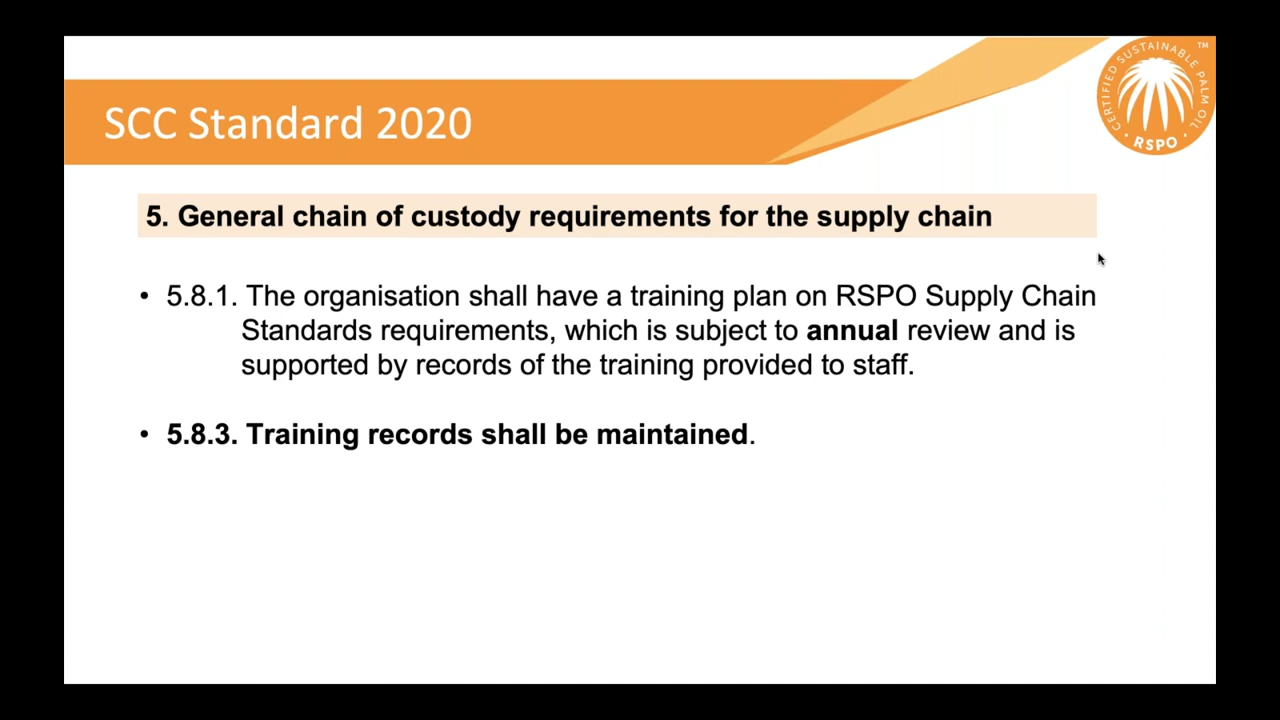 SCC Standard 2020
CERTIFIED SUSTAINABLE PALM OIL
TM
RSPO
5. General chain of custody requirements for the supply chain
• 5.8.1. The organisation shall have a training plan on RSPO Supply Chain
Standards requirements, which is subject to annual review and is
supported by records of the training provided to staff.
• 5.8.3. Training records shall be maintained.